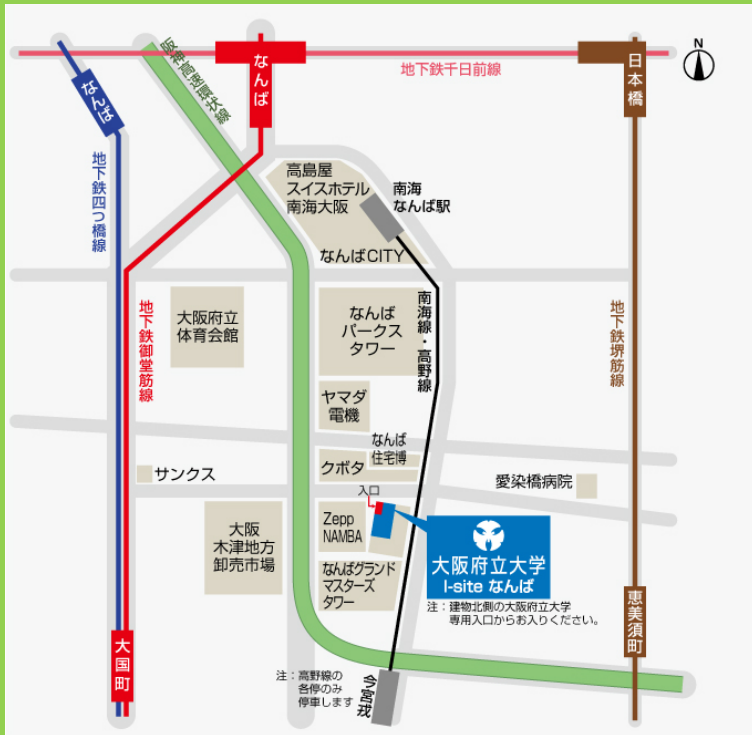 N
なんば
阪神高速環状線
なんば
地下鉄千日前線
日本橋
地下鉄四つ橋線
高島屋
スイスホテル
南海大阪
南海
なんば駅
なんばCITY
地下鉄御堂筋線
大阪府立
体育会館
なんば
パークス
タワー
南海線・高野線
地下鉄堺筋線
ヤマダ
電機
なんば
住宅博
クボタ
サンクス
入口
愛染橋病院
大阪
木津地方
卸売市場
Zepp
NAMBA
大阪府立大学
I-site なんば
なんばグランド
マスターズ
タワー
注：建物北側の大阪府立大学
専用入口からお入りください。
恵美須町
大国町
注：高野線の
各停のみ
停車します
今宮戎